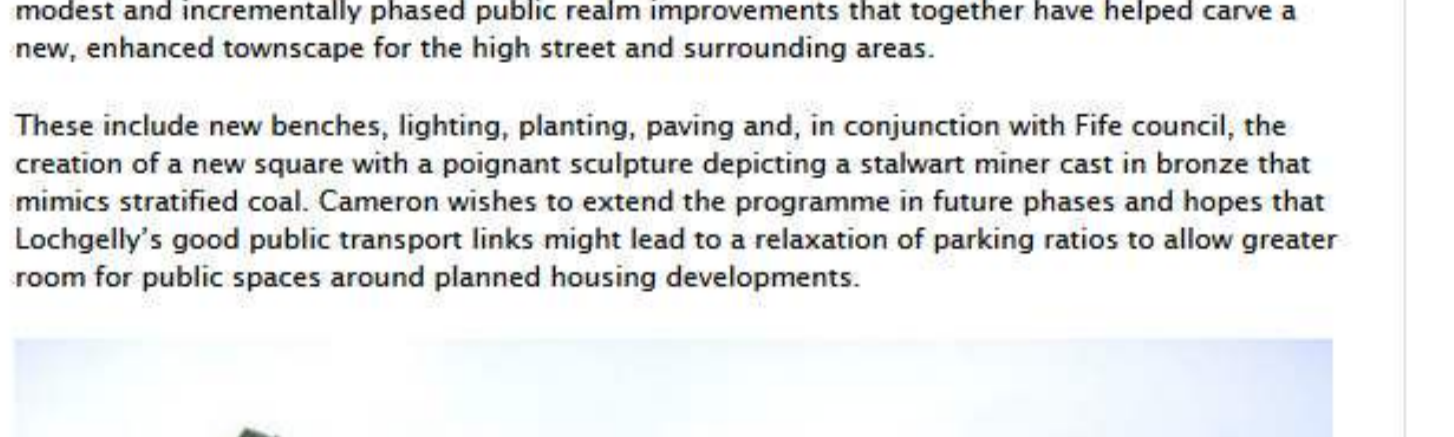 modest and incrementally phased public realm improvements that together have helped carve a
new, enhanced townscape for the high street and surrounding areas.
These include new benches, lighting, planting, paving and, in conjunction with Fife council, the
creation of a new square with a poignant sculpture depicting a stalwart miner cast in bronze that
mimics stratified coal. Cameron wishes to extend the programme in future phases and hopes that
Lochgelly’s good public transport links might lead to a relaxation of parking ratios to allow greater
room for public spaces around planned housing developments.